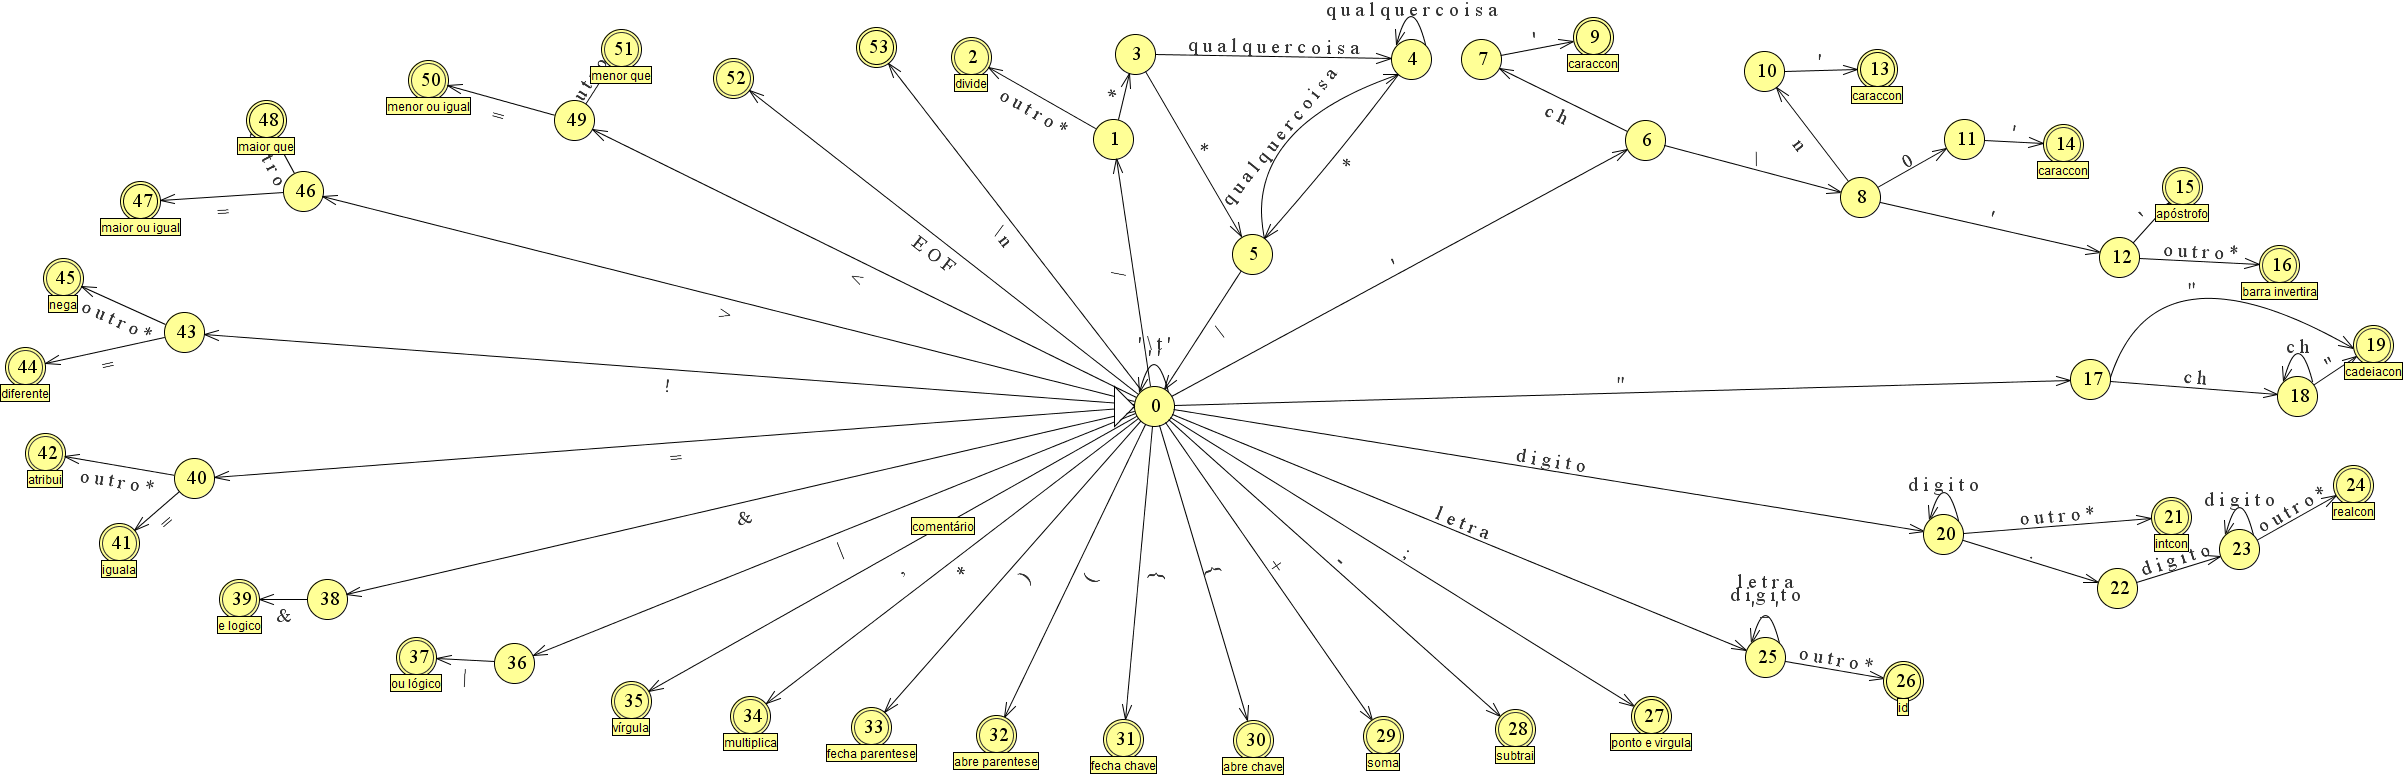 qualquercoisa
53
51
9
'
caraccon
3
qualquercoisa
4
7
2
divide
menor que
50
menor ou igual
52
10
'
13
caraccon
outro*
*
qualquercoisa
ch
=
49
48
maior que
1
6
11
'
14
caraccon
n
0
*
*
|
46
tro
47
maior ou igual
=
8
15
apóstrofo
'
'
\n
EOF
5
12
outro*
16
barra invertira
'
<
/
45
nega
outro*
>
/
"
43
'\t'
44
diferente
=
!
19
cadeiacon
ch
"
17
ch
18
"
0
42
atribui
outro*
40
=
digito
=
41
iguala
digito
20
outro*
21
intcon
digito
outro*
24
realcon
.
22
digito
23
&
comentário
letra
|
;
39
e logico
&
38
,
*
)
(
}
{
+
-
letra
digito
37
ou lógico
|
36
25
outro*
26
id
35
vírgula
34
multiplica
33
fecha parentese
32
abre parentese
31
fecha chave
30
abre chave
29
soma
28
subtrai
27
ponto e virgula